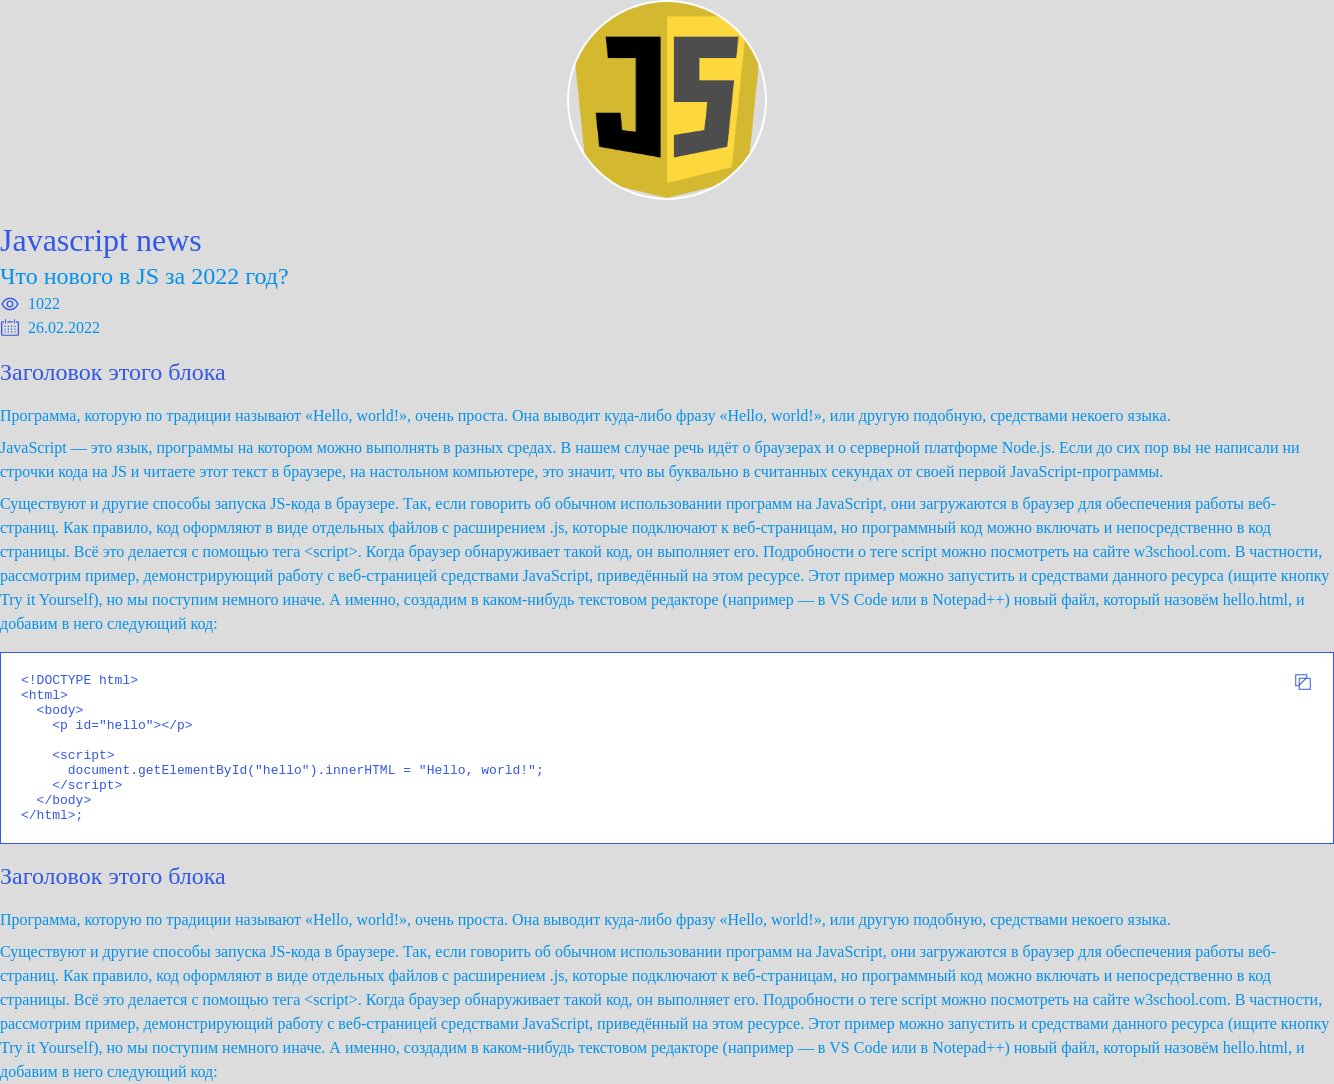 JS
Javascript news
Что нового в JS за 2022 год?
1022
26.02.2022
Заголовок этого блока
Программа, которую по традиции называют «Hello, world!», очень проста. Она выводит куда-либо фразу «Hello, world!», или другую подобную, средствами некоего языка.
JavaScript — это язык, программы на котором можно выполнять в разных средах. В нашем случае речь идёт о браузерах и о серверной платформе Node.js. Если до сих пор вы не написали ни
строчки кода на JS и читаете этот текст в браузере, на настольном компьютере, это значит, что вы буквально в считанных секундах от своей первой JavaScript-программы.
Существуют и другие способы запуска JS-кода в браузере. Так, если говорить об обычном использовании программ на JavaScript, они загружаются в браузер для обеспечения работы веб-
страниц. Как правило, код оформляют в виде отдельных файлов с расширением .js, которые подключают к веб-страницам, но программный код можно включать и непосредственно в код
страницы. Всё это делается с помощью тега <script>. Когда браузер обнаруживает такой код, он выполняет его. Подробности о теге script можно посмотреть на сайте w3school.com. В частности,
рассмотрим пример, демонстрирующий работу с веб-страницей средствами JavaScript, приведённый на этом ресурсе. Этот пример можно запустить и средствами данного ресурса (ищите кнопку
Try it Yourself), но мы поступим немного иначе. А именно, создадим в каком-нибудь текстовом редакторе (например — в VS Code или в Notepad++) новый файл, который назовём hello.html, и
добавим в него следующий код:
<!DOCTYPE html>
<html>
  <body>
    <p id="hello"></p>
    <script>
      document.getElementById("hello").innerHTML = "Hello, world!";
    </script>
  </body>
</html>;
Заголовок этого блока
Программа, которую по традиции называют «Hello, world!», очень проста. Она выводит куда-либо фразу «Hello, world!», или другую подобную, средствами некоего языка.
Существуют и другие способы запуска JS-кода в браузере. Так, если говорить об обычном использовании программ на JavaScript, они загружаются в браузер для обеспечения работы веб-
страниц. Как правило, код оформляют в виде отдельных файлов с расширением .js, которые подключают к веб-страницам, но программный код можно включать и непосредственно в код
страницы. Всё это делается с помощью тега <script>. Когда браузер обнаруживает такой код, он выполняет его. Подробности о теге script можно посмотреть на сайте w3school.com. В частности,
рассмотрим пример, демонстрирующий работу с веб-страницей средствами JavaScript, приведённый на этом ресурсе. Этот пример можно запустить и средствами данного ресурса (ищите кнопку
Try it Yourself), но мы поступим немного иначе. А именно, создадим в каком-нибудь текстовом редакторе (например — в VS Code или в Notepad++) новый файл, который назовём hello.html, и
добавим в него следующий код: